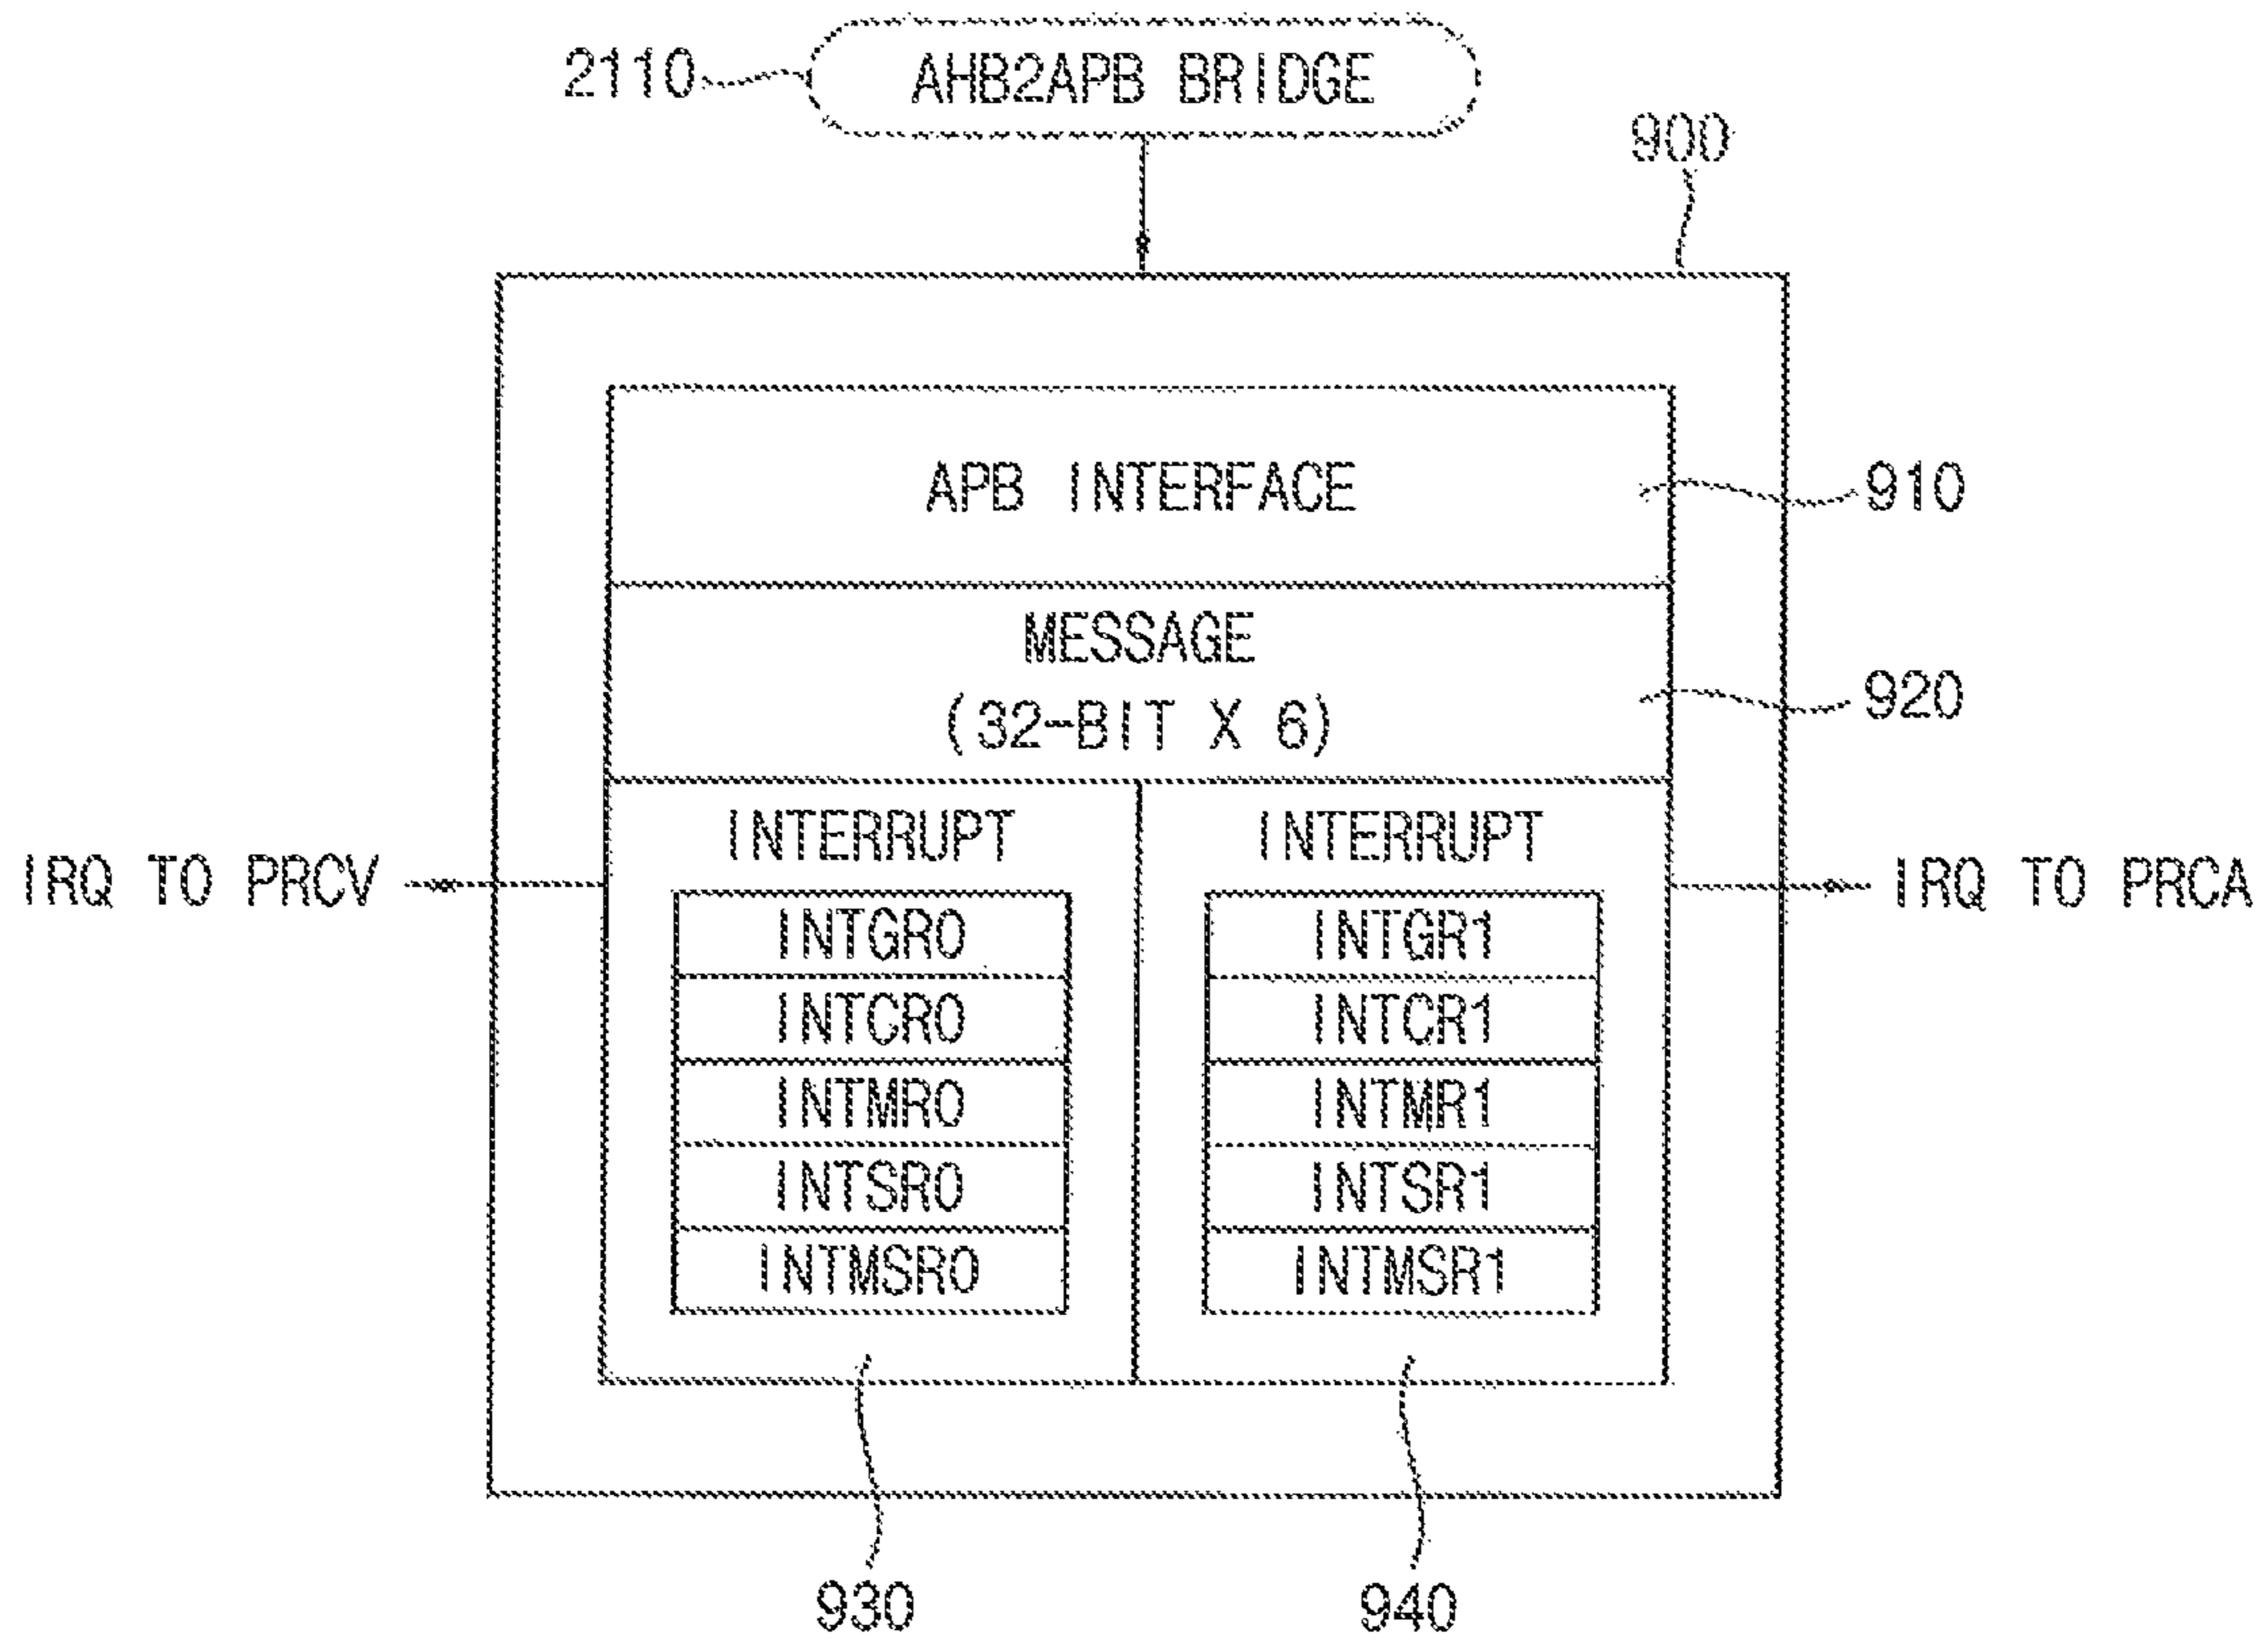 2110
AHB2APB BRIDGE
900
APB INTERFACE
910
MESSAGE
(32-BIT X 6)
920
INTERRUPT
INTERRUPT
IRQ TO PRCV
IRQ TO PRCA
INTGR0
INTCR0
INTMR0
INTSR0
INTMSR0
INTGR1
INTCR1
INTMR1
INTSR1
INTMSR1
930
940